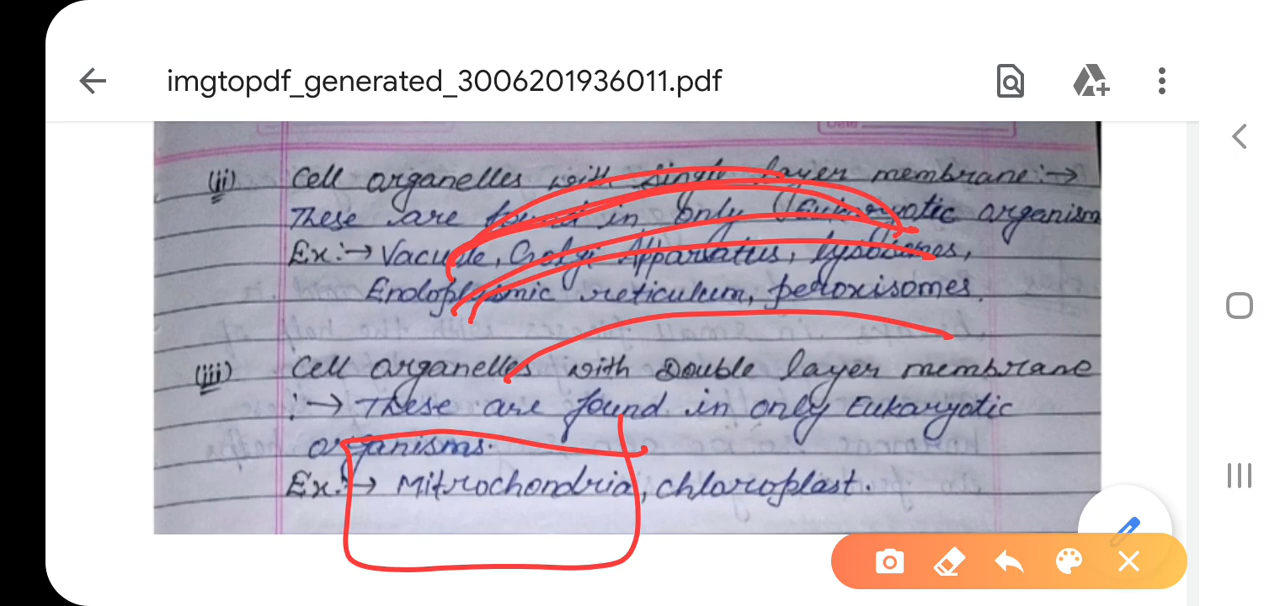 imgtopdf_generated_3006201936011.pdf
(ii) Cell organelles with single layer membrane :→
These are found in only Eukaryotic organism
Ex :→ Vacuole, Golgi Apparatus, lysosomes,
Endoplasmic reticulum, peroxisomes.
(iii) Cell organelles with Double layer membrane
:→ These are found in only Eukaryotic
organisms.
Ex :→ Mitrochondria, chloroplast.